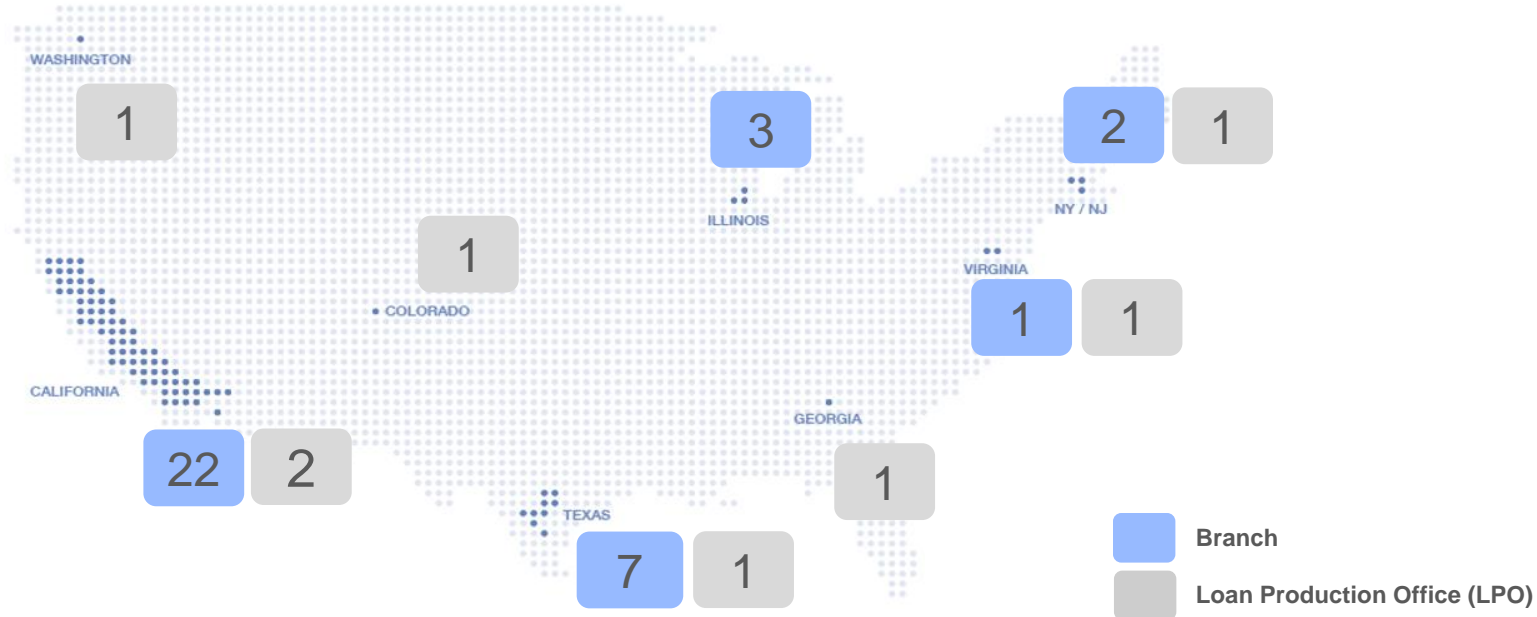 WASHINGTON
1
3
2 1
ILLINOIS
NY / NJ
1
VIRGINIA
COLORADO
1 1
CALIFORNIA
GEORGIA
22 2
1
TEXAS
7 1
Branch
Loan Production Office (LPO)